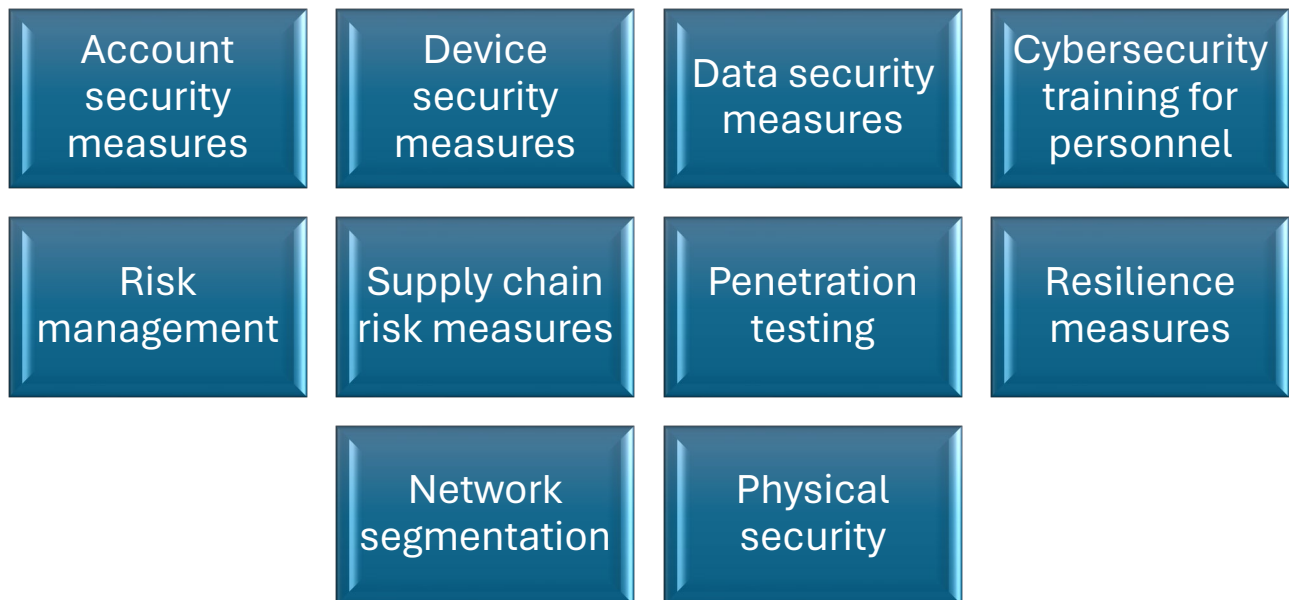 Account
security
measures
Device
security
measures
Data security
measures
Cybersecurity
training for
personnel
Risk
management
Supply chain
risk measures
Penetration
testing
Resilience
measures
Network
segmentation
Physical
security